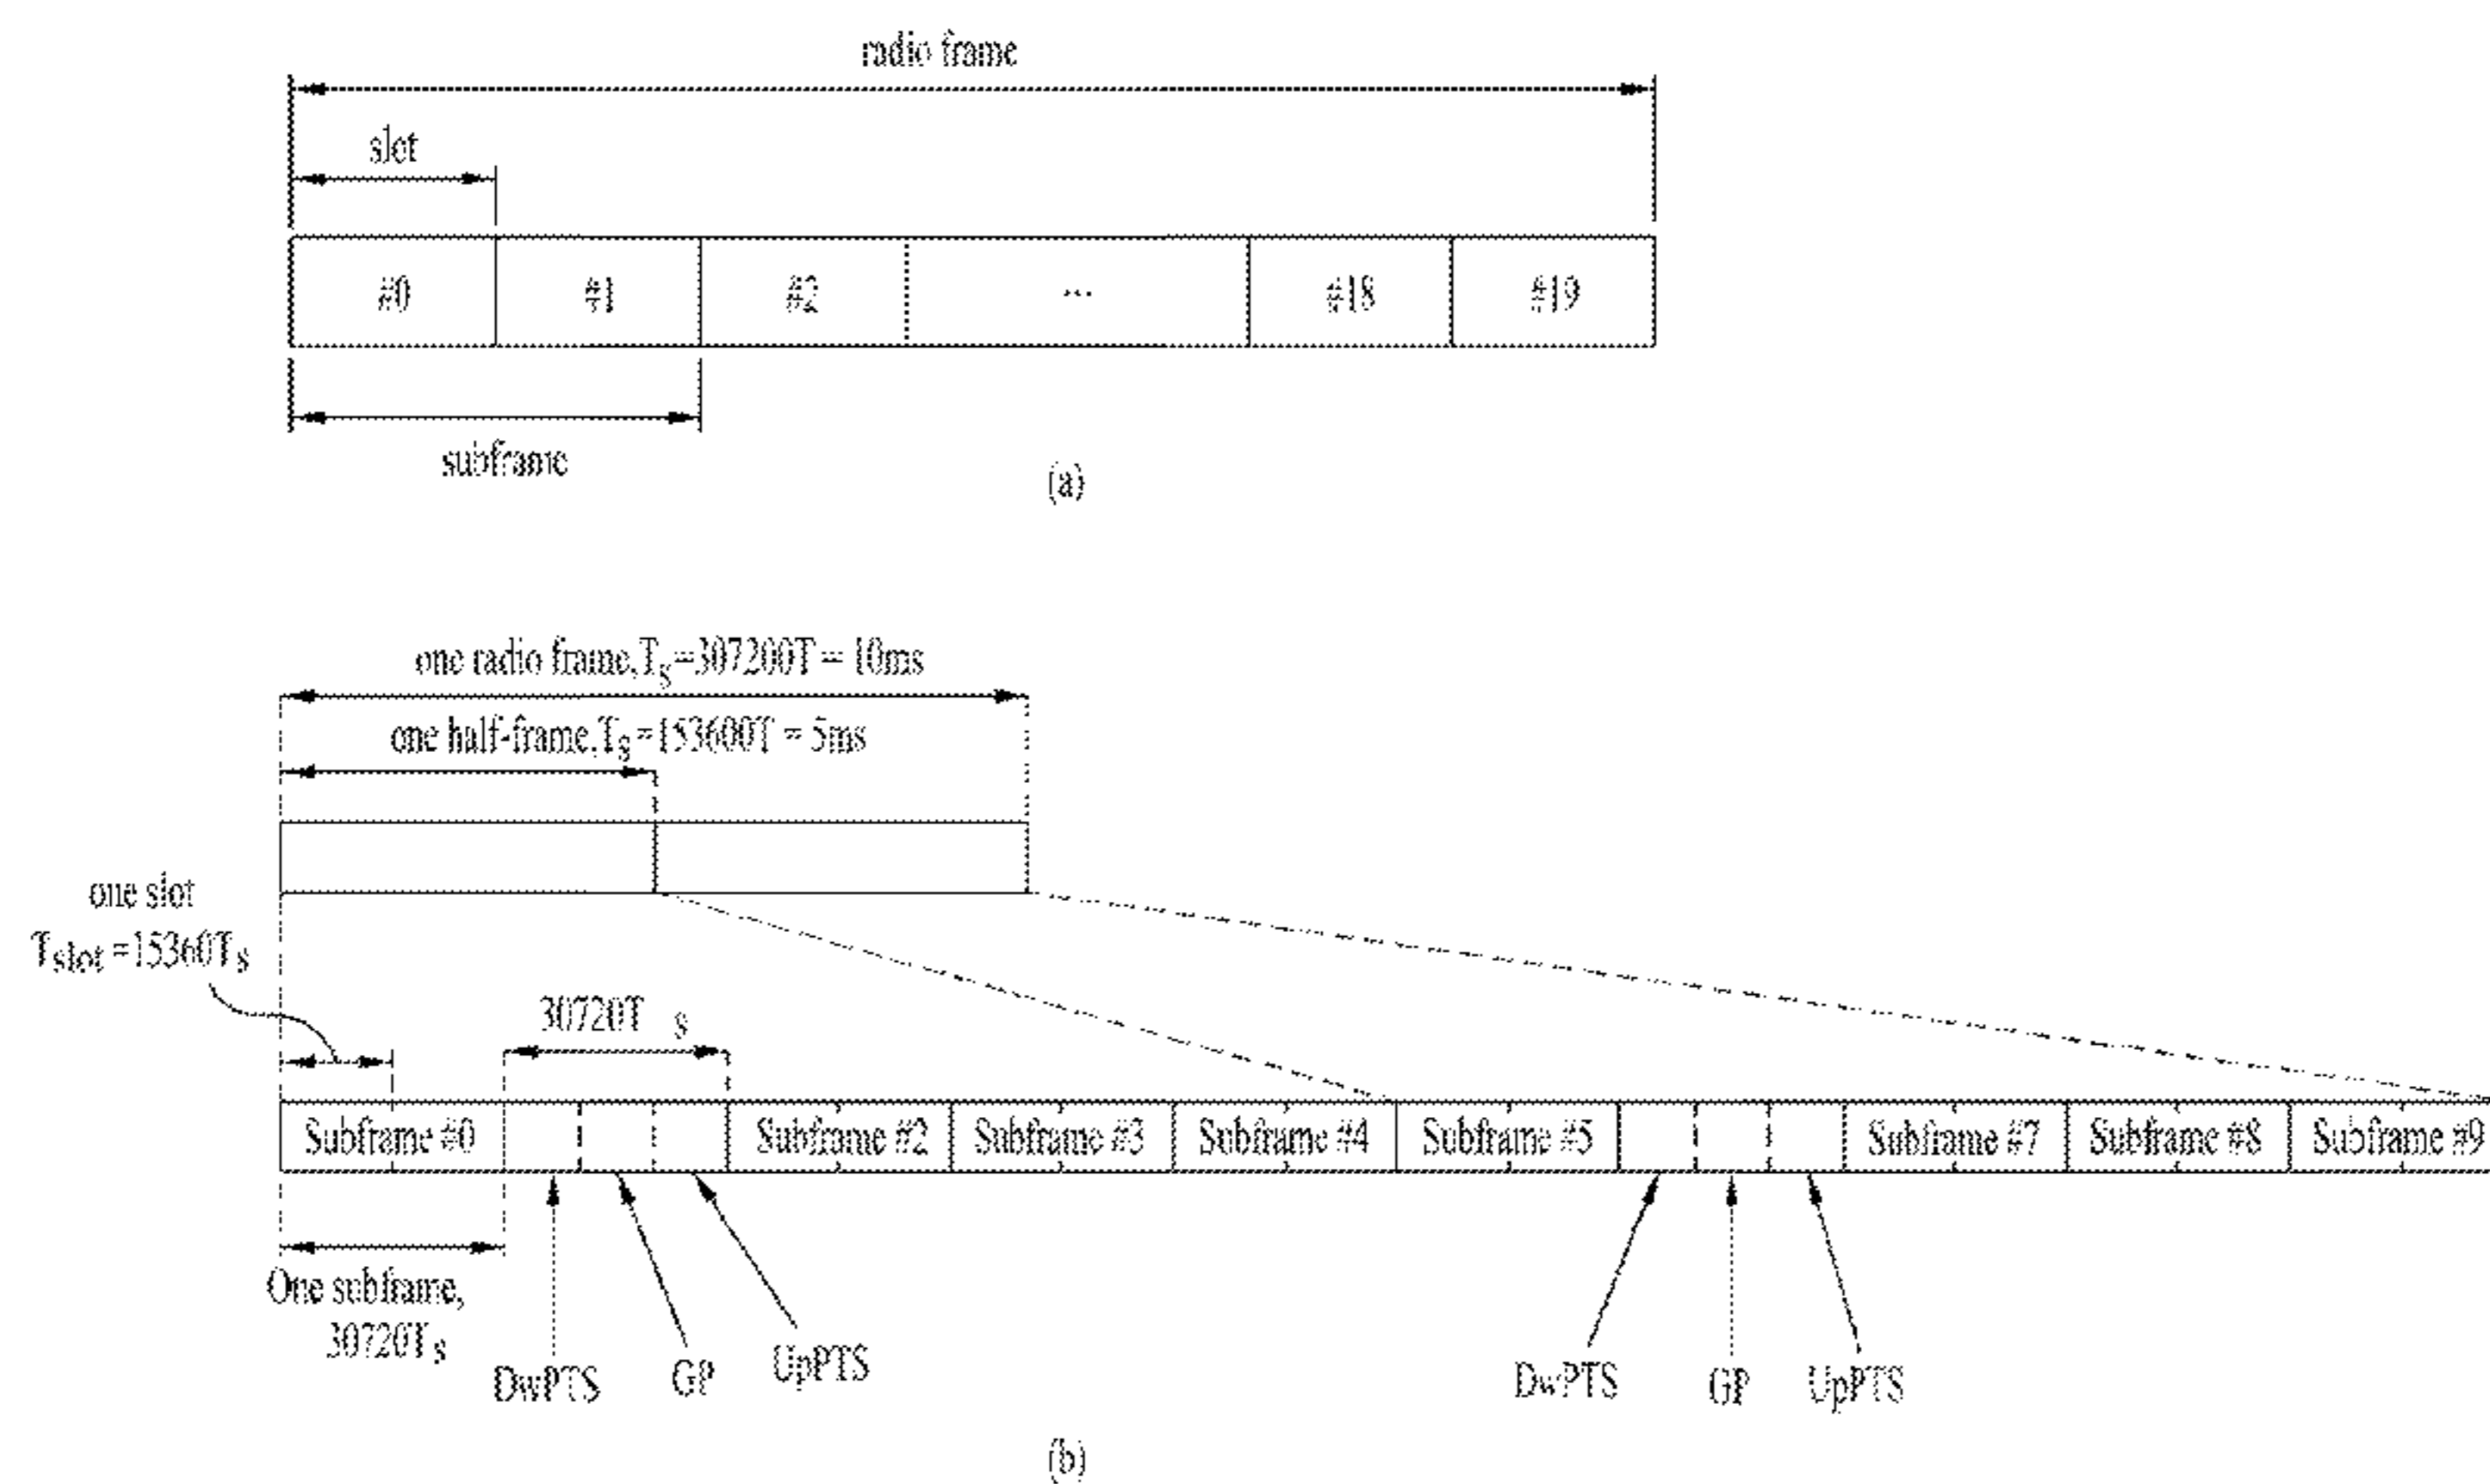 radio frame
slot
#0 #1 #2 ... #18 #19
subframe
(a)
one radio frame,Ts=307200T = 10ms
one half-frame,Ts=153600T = 5ms
one slot
Tslot =15360Ts
30720T s
Subframe #0 Subframe #2 Subframe #3 Subframe #4 Subframe #5 Subframe #7 Subframe #8 Subframe #9
One subframe,
30720Ts
DwPTS GP UpPTS DwPTS GP UpPTS
(b)